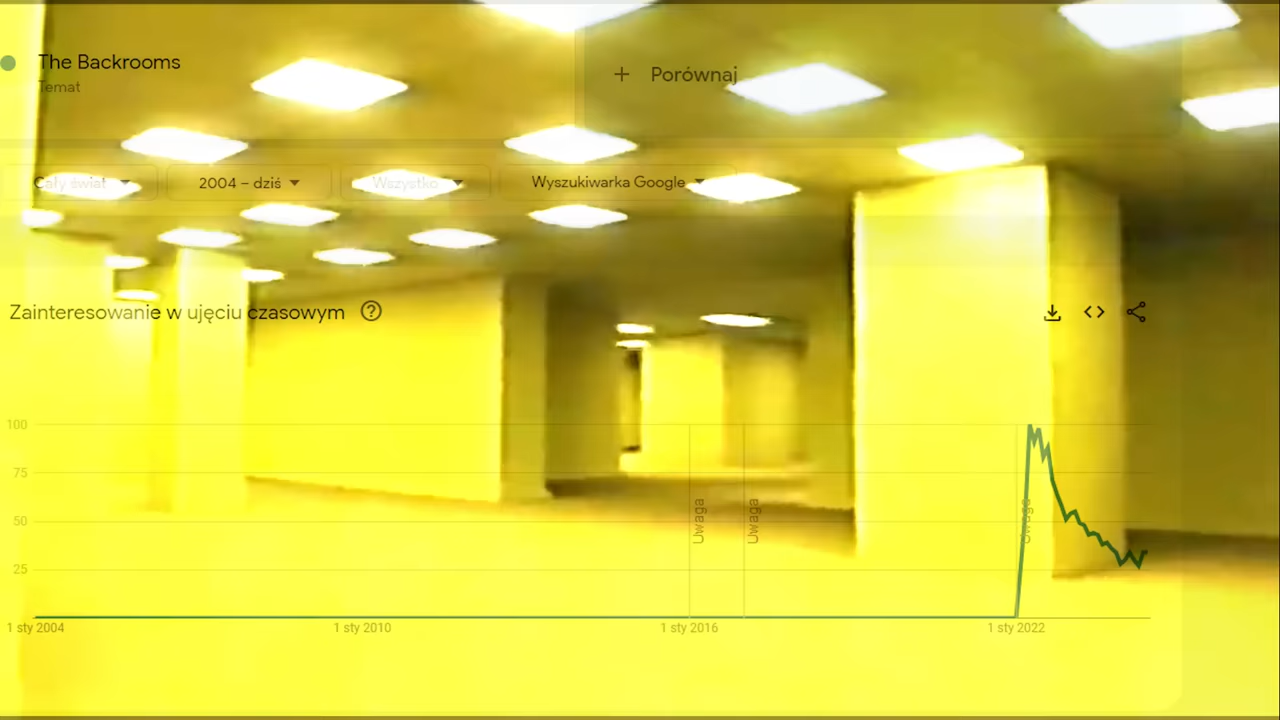 The Backrooms
Temat
+ Porównaj
Cały świat
2004 – dziś
Wszystko
Wyszukiwarka Google
Zainteresowanie w ujęciu czasowym
100
75
50
25
Uwaga
Uwaga
Uwaga
1 sty 2004
1 sty 2010
1 sty 2016
1 sty 2022